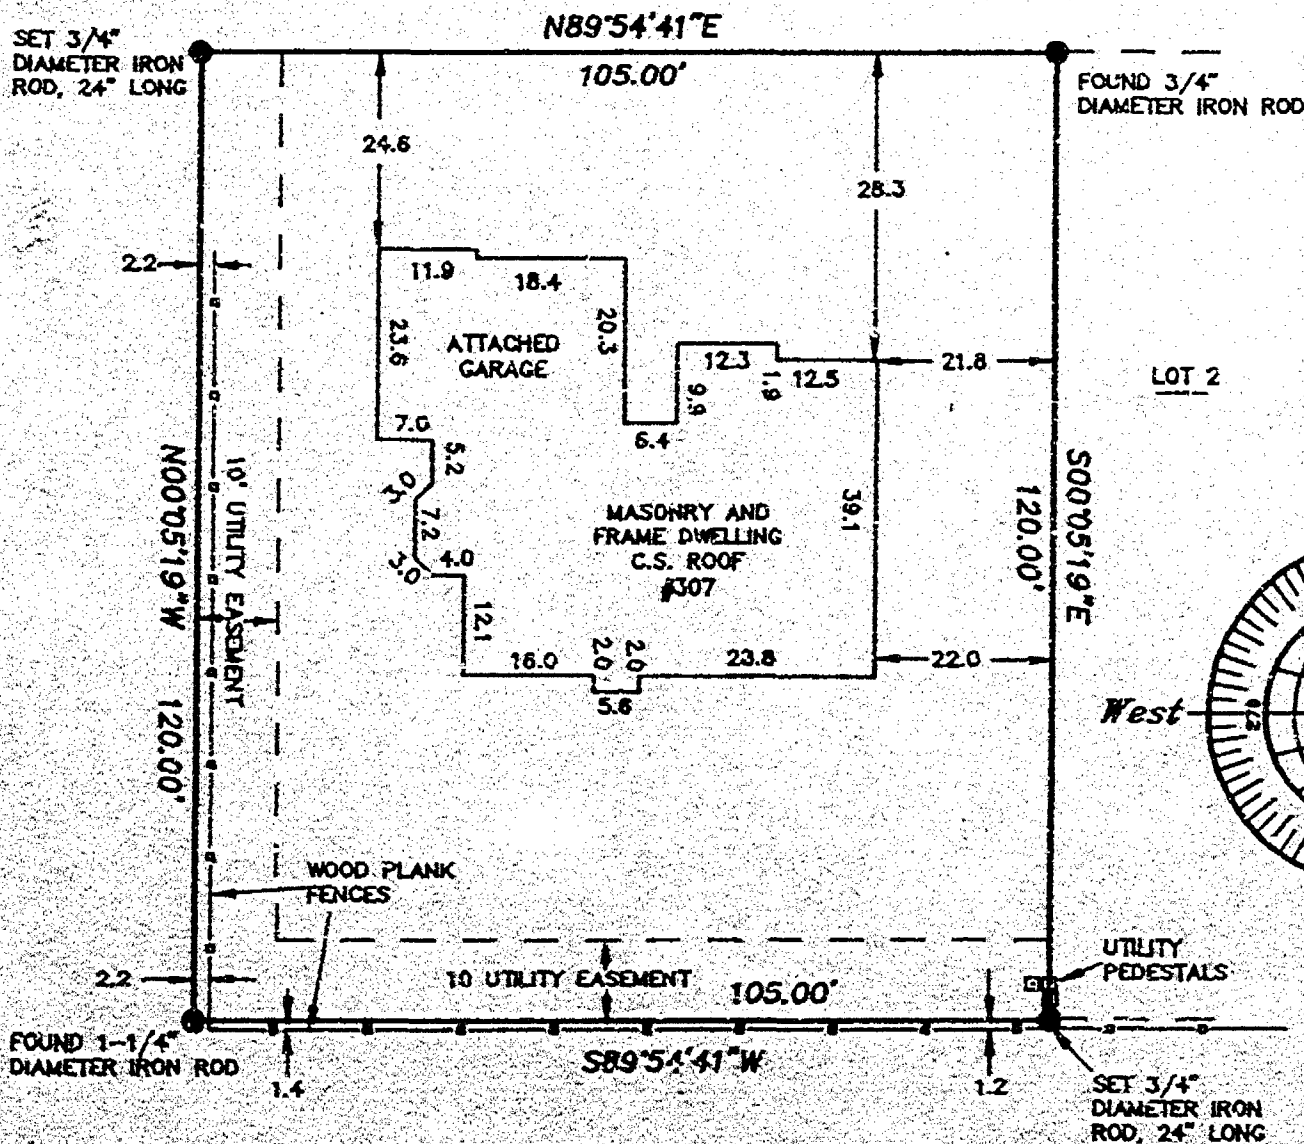 N89°54'41"E
105.00'
SET 3/4"
DIAMETER IRON
ROD, 24" LONG
FOUND 3/4"
DIAMETER IRON ROD
24.6
28.3
2.2
11.9
18.4
23.6
ATTACHED
GARAGE
20.3
12.3
9.9
1.9
12.5
21.8
LOT 2
6.4
7.0
5.2
3.0
7.2
3.0
4.0
12.1
MASONRY AND
FRAME DWELLING
C.S. ROOF
#307
39.1
S00°05'19"E
120.00'
N00°05'19"W
120.00'
10' UTILITY EASEMENT
16.0
2.0
2.0
5.6
23.8
22.0
West
WOOD PLANK
FENCES
2.2
10 UTILITY EASEMENT
105.00'
UTILITY
PEDESTALS
FOUND 1-1/4"
DIAMETER IRON ROD
1.4
S89°54'41"W
1.2
SET 3/4"
DIAMETER IRON
ROD, 24" LONG